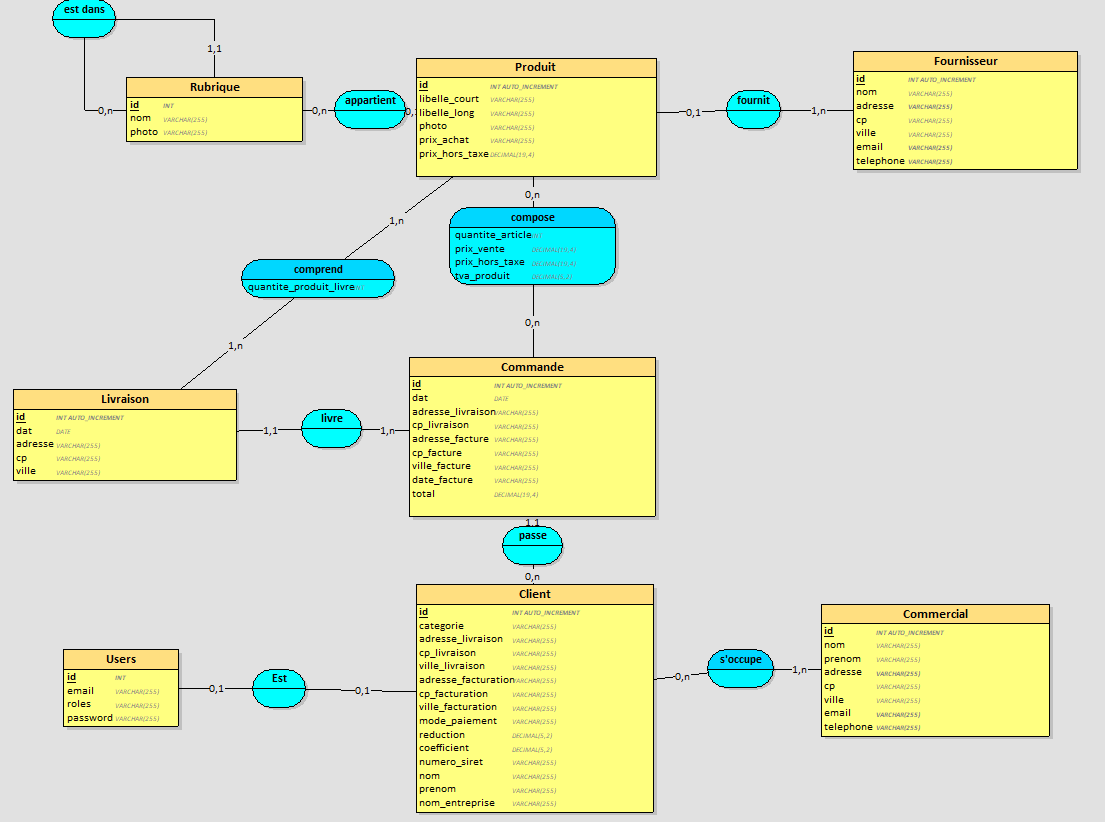 est dans
1,1
0,n
Rubrique
id INT
nom VARCHAR(255)
photo VARCHAR(255)
0,n
appartient
0,
Produit
id INT AUTO_INCREMENT
libelle_court VARCHAR(255)
libelle_long VARCHAR(255)
photo VARCHAR(255)
prix_achat VARCHAR(255)
prix_hors_taxe DECIMAL(19,4)
0,1
fournit
1,n
Fournisseur
id INT AUTO_INCREMENT
nom VARCHAR(255)
adresse VARCHAR(255)
cp VARCHAR(255)
ville VARCHAR(255)
email VARCHAR(255)
telephone VARCHAR(255)
1,n
0,n
compose
quantite_article INT
prix_vente DECIMAL(19,4)
prix_hors_taxe DECIMAL(19,4)
tva_produit DECIMAL(5,2)
comprend
quantite_produit_livre INT
0,n
1,n
Livraison
id INT AUTO_INCREMENT
dat DATE
adresse VARCHAR(255)
cp VARCHAR(255)
ville VARCHAR(255)
1,1
livre
1,n
Commande
id INT AUTO_INCREMENT
dat DATE
adresse_livraison VARCHAR(255)
cp_livraison VARCHAR(255)
adresse_facture VARCHAR(255)
cp_facture VARCHAR(255)
ville_facture VARCHAR(255)
date_facture VARCHAR(255)
total DECIMAL(19,4)
1,1
passe
0,n
Client
id INT AUTO_INCREMENT
categorie VARCHAR(255)
adresse_livraison VARCHAR(255)
cp_livraison VARCHAR(255)
ville_livraison VARCHAR(255)
adresse_facturation VARCHAR(255)
cp_facturation VARCHAR(255)
ville_facturation VARCHAR(255)
mode_paiement VARCHAR(255)
reduction DECIMAL(5,2)
coefficient DECIMAL(5,2)
numero_siret VARCHAR(255)
nom VARCHAR(255)
prenom VARCHAR(255)
nom_entreprise VARCHAR(255)
Users
id INT
email VARCHAR(255)
roles VARCHAR(255)
password VARCHAR(255)
0,1
Est
0,1
0,n
s'occupe
1,n
Commercial
id INT AUTO_INCREMENT
nom VARCHAR(255)
prenom VARCHAR(255)
adresse VARCHAR(255)
cp VARCHAR(255)
ville VARCHAR(255)
email VARCHAR(255)
telephone VARCHAR(255)